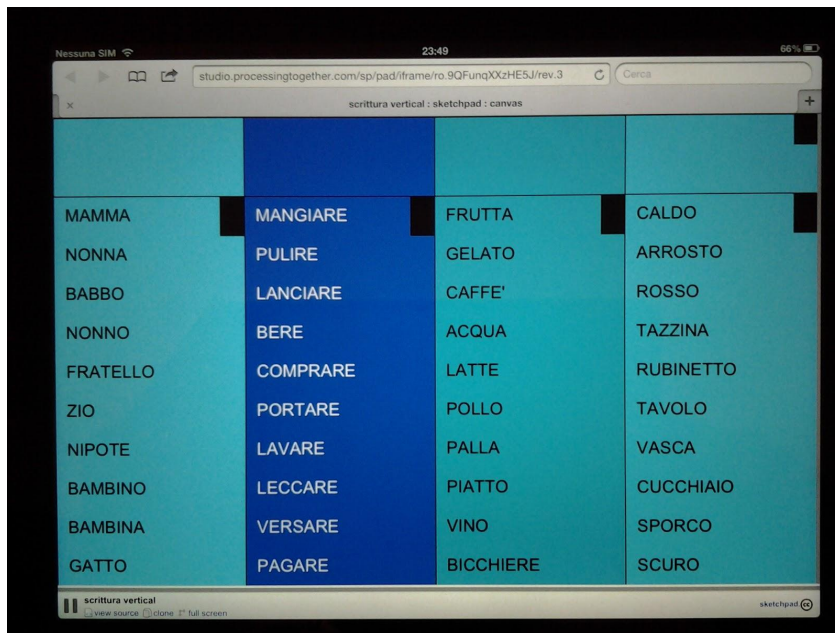 Nessuna SIM 23:49 66%
studio.processingtogether.com/sp/pad/iframe/ro.9QFunqXXzHE5J/rev.3 Cerca
scrittura vertical : sketchpad : canvas
MAMMA MANGIARE FRUTTA CALDO
NONNA PULIRE GELATO ARROSTO
BABBO LANCIARE CAFFE' ROSSO
NONNO BERE ACQUA TAZZINA
FRATELLO COMPRARE LATTE RUBINETTO
ZIO PORTARE POLLO TAVOLO
NIPOTE LAVARE PALLA VASCA
BAMBINO LECCARE PIATTO CUCCHIAIO
BAMBINA VERSARE VINO SPORCO
GATTO PAGARE BICCHIERE SCURO
scrittura vertical
view source clone full screen
sketchpad cc